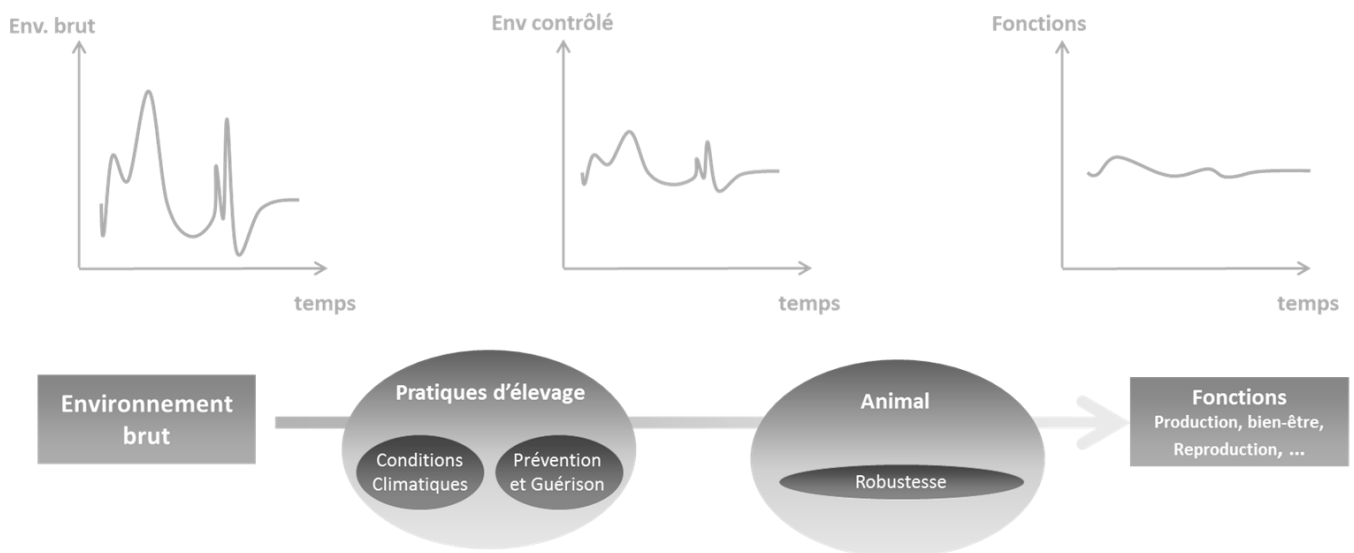 Env. brut
Env contrôlé
Fonctions
temps
temps
temps
Environnement
brut
Pratiques d'élevage
Conditions
Climatiques
Prévention
et Guérison
Animal
Robustesse
Fonctions
Production, bien-être,
Reproduction, ...